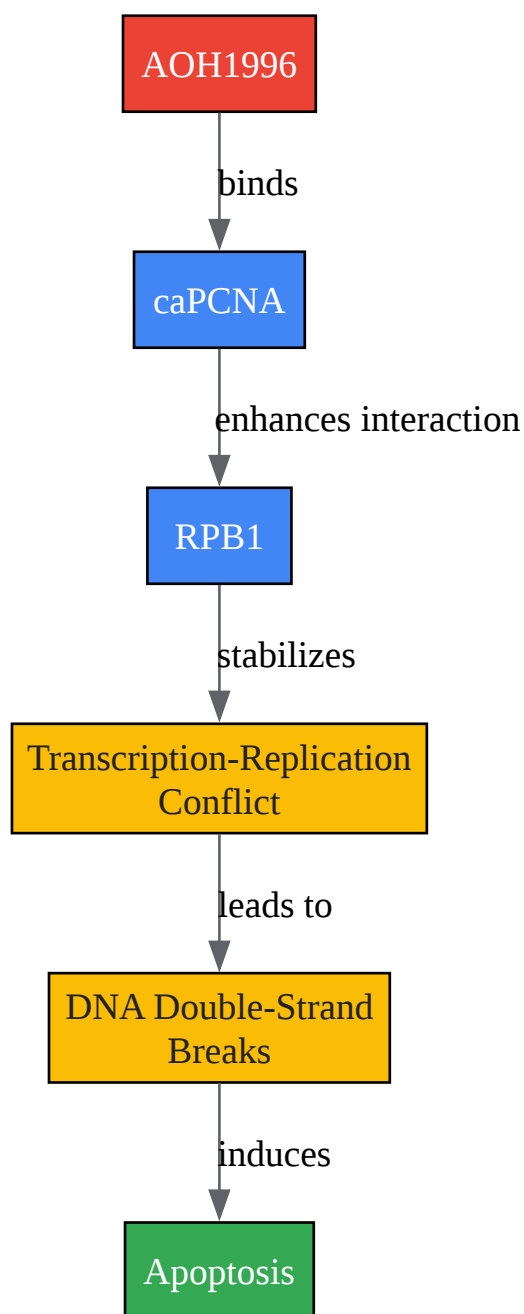 AOH1996
binds
caPCNA
enhances interaction
RPB1
stabilizes
Transcription-Replication
Conflict
leads to
DNA Double-Strand
Breaks
induces
Apoptosis